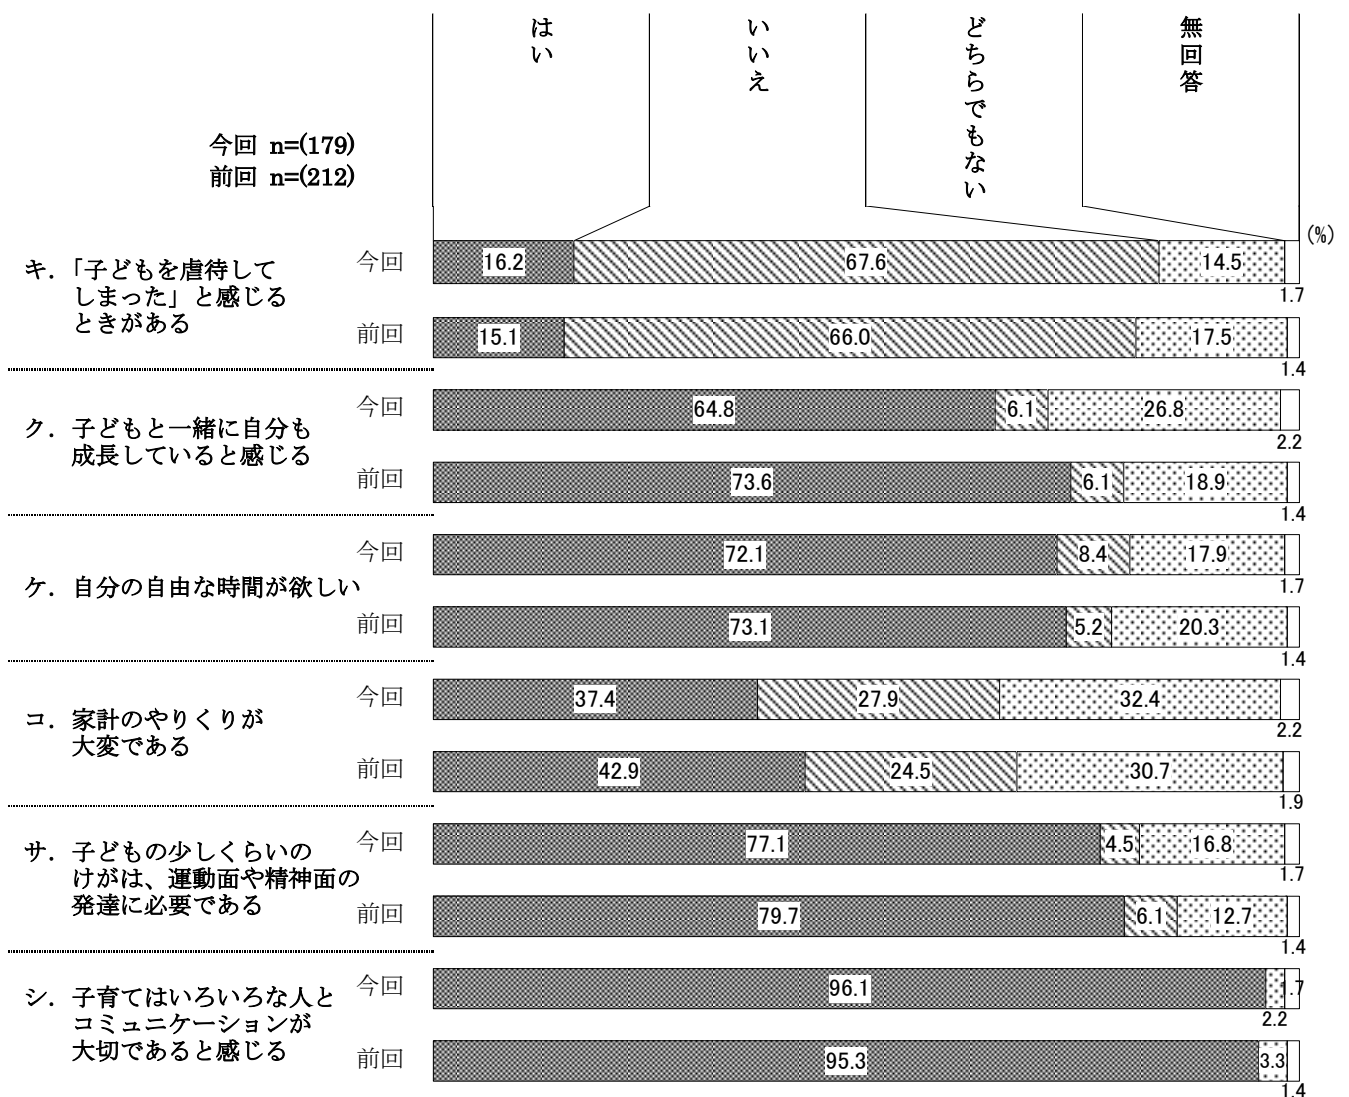 はい
いいえ
どちらでもない
無回答
今回 n=(179)
前回 n=(212)
(%)
キ．「子どもを虐待して
しまった」と感じる
ときがある
今回
16.2
67.6
14.5
1.7
前回
15.1
66.0
17.5
1.4
ク．子どもと一緒に自分も
成長していると感じる
今回
64.8
6.1
26.8
2.2
前回
73.6
6.1
18.9
1.4
ケ．自分の自由な時間が欲しい
今回
72.1
8.4
17.9
1.7
前回
73.1
5.2
20.3
1.4
コ．家計のやりくりが
大変である
今回
37.4
27.9
32.4
2.2
前回
42.9
24.5
30.7
1.9
サ．子どもの少しくらいの
けがは、運動面や精神面の
発達に必要である
今回
77.1
4.5
16.8
1.7
前回
79.7
6.1
12.7
1.4
シ．子育てはいろいろな人と
コミュニケーションが
大切であると感じる
今回
96.1
2.2
1.7
前回
95.3
3.3
1.4